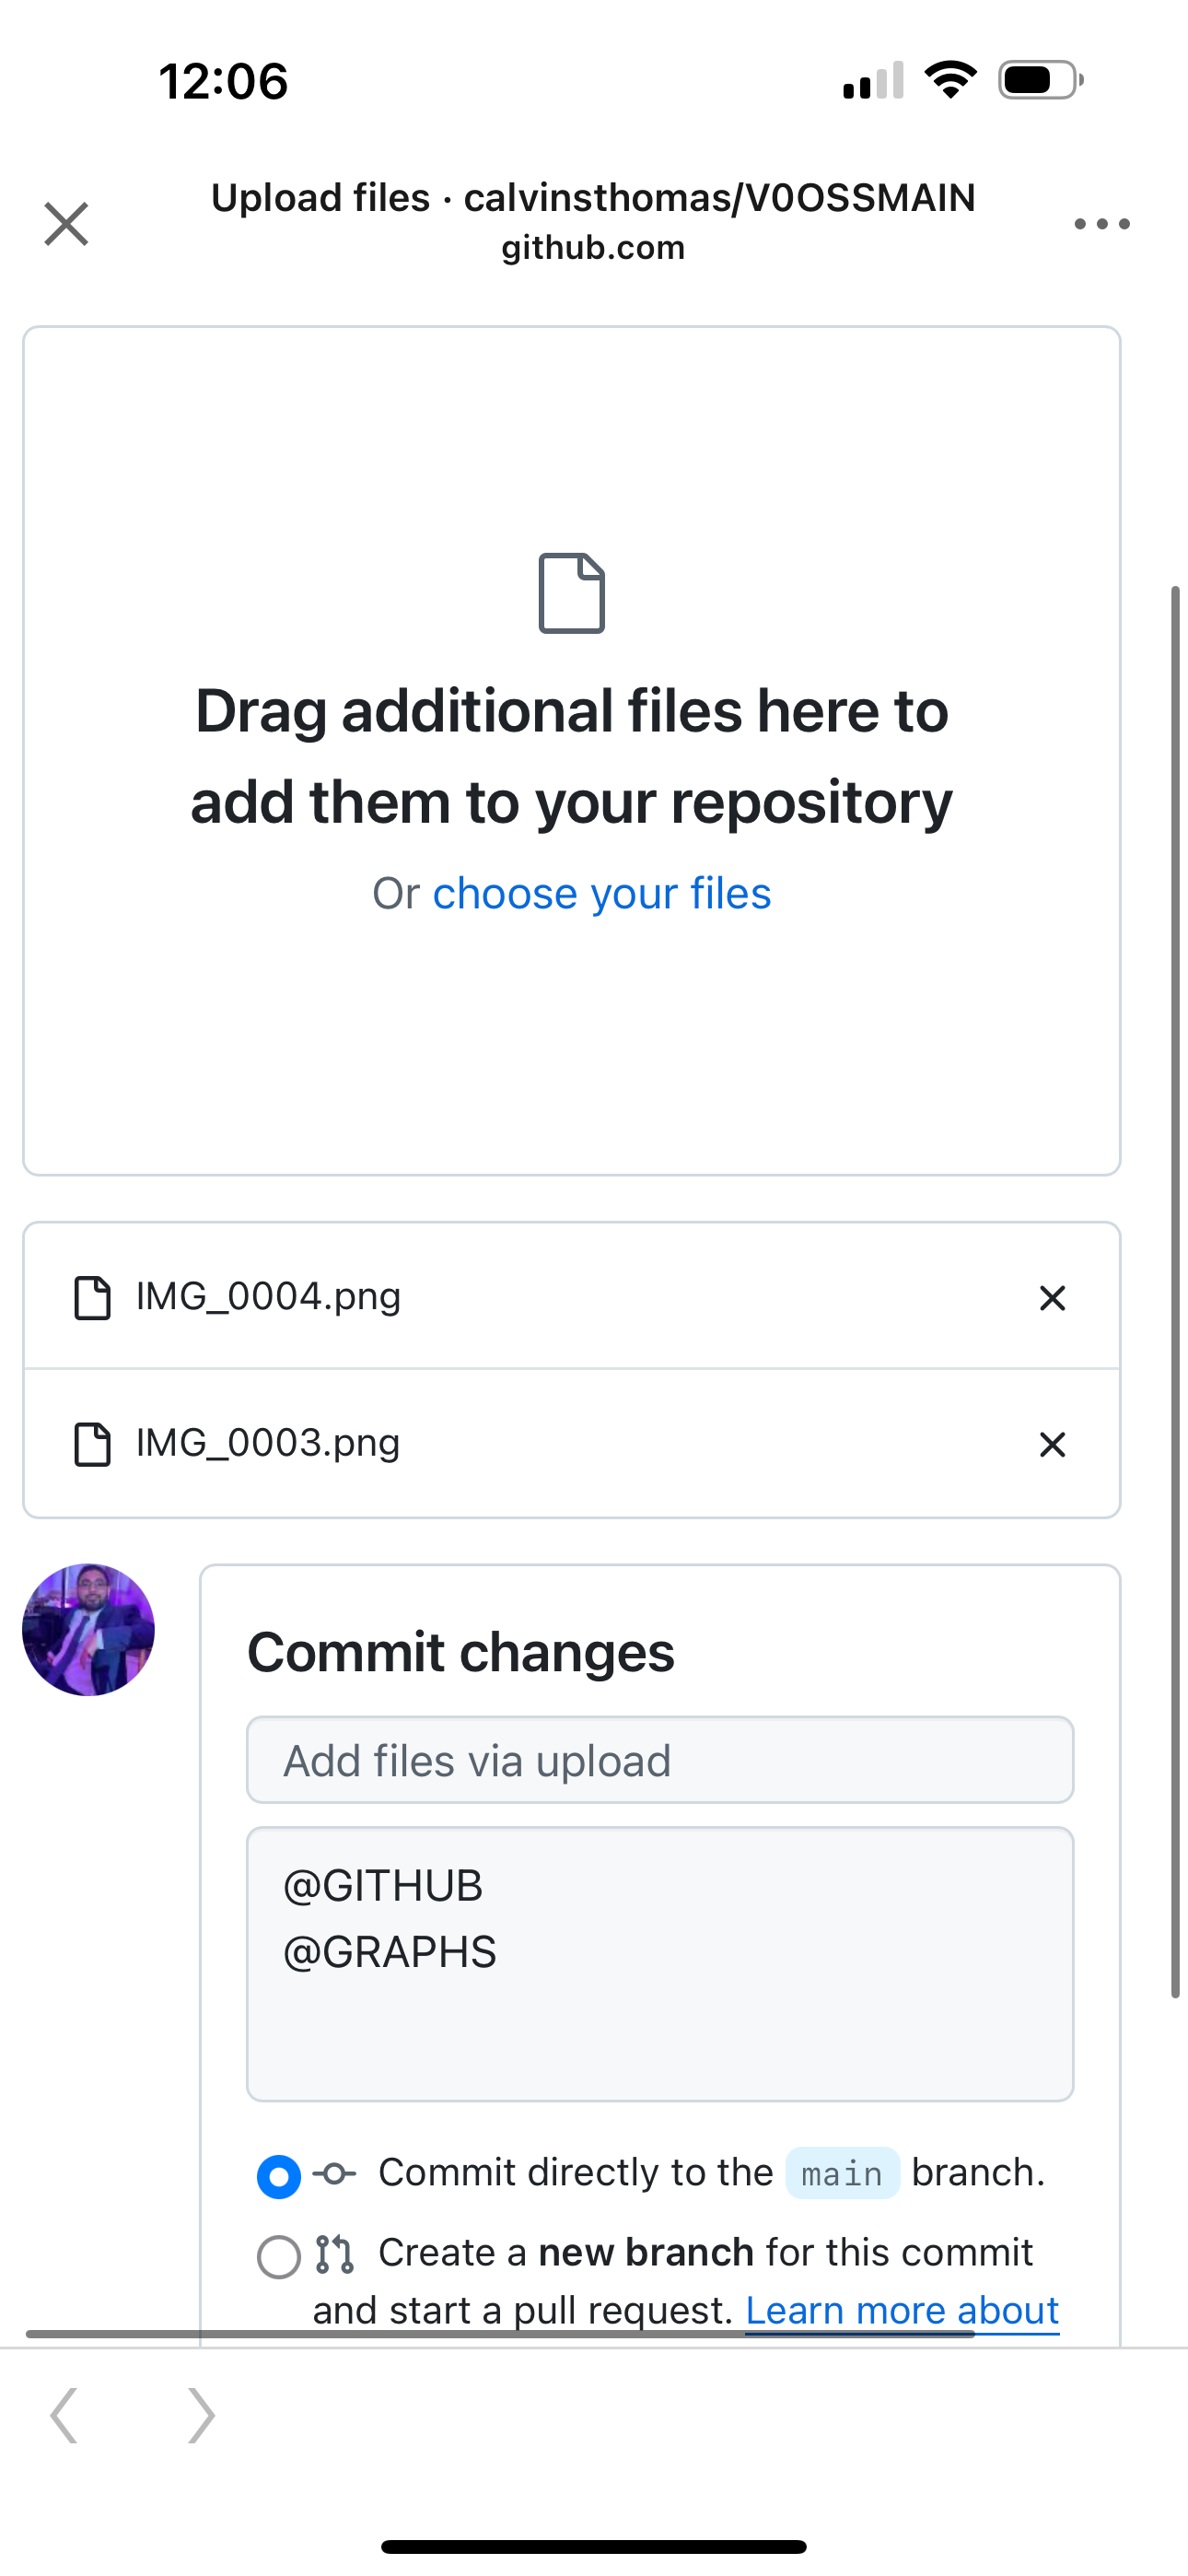 12:06
Upload files · calvinsthomas/V0OSSMAIN
github.com
Drag additional files here to
add them to your repository
Or choose your files
IMG_0004.png
IMG_0003.png
Commit changes
Add files via upload
@GITHUB
@GRAPHS
Commit directly to the main branch.
Create a new branch for this commit
and start a pull request. Learn more about